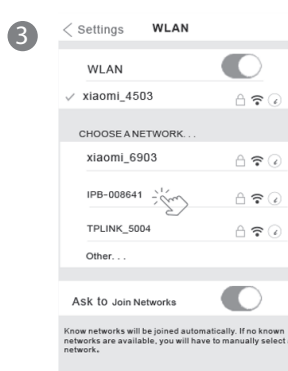 3
Settings WLAN
WLAN
xiaomi_4503
CHOOSE A NETWORK. . .
xiaomi_6903
IPB-008641
TPLINK_5004
Other. . .
Ask to Join Networks
Know networks will be joined automatically. If no known
networks are available, you will have to manually select
network.